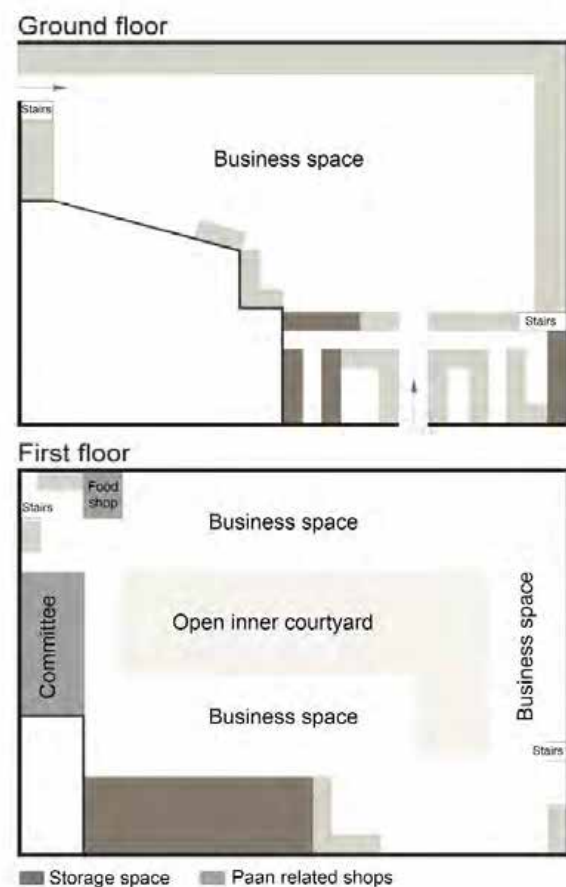 Ground floor
Stairs
Business space
Stairs
First floor
Food
shop
Stairs
Business space
Open inner courtyard
Business space
Committee
Business space
Stairs
Storage space
Paan related shops